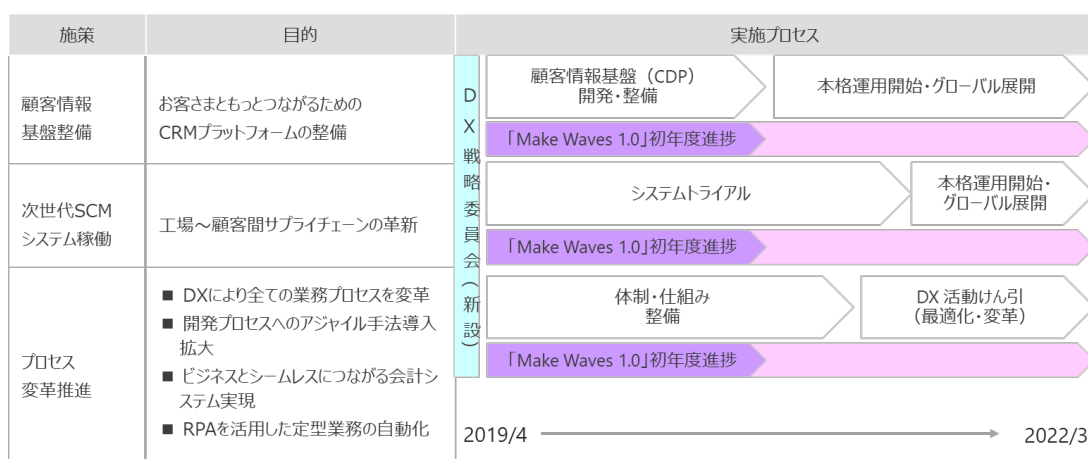 施策
目的
実施プロセス
顧客情報
基盤整備
お客さまともっとつながるための
CRMプラットフォームの整備
DX戦略委員会(新設)
顧客情報基盤（CDP）
開発・整備
本格運用開始・グローバル展開
「Make Waves 1.0」初年度進捗
次世代SCM
システム稼働
工場～顧客間サプライチェーンの革新
システムトライアル
本格運用開始・
グローバル展開
「Make Waves 1.0」初年度進捗
プロセス
変革推進
■ DXにより全ての業務プロセスを変革
■ 開発プロセスへのアジャイル手法導入
拡大
■ ビジネスとシームレスにつながる会計シ
ステム実現
■ RPAを活用した定型業務の自動化
体制・仕組み
整備
DX 活動けん引
（最適化・変革）
「Make Waves 1.0」初年度進捗
2019/4
2022/3